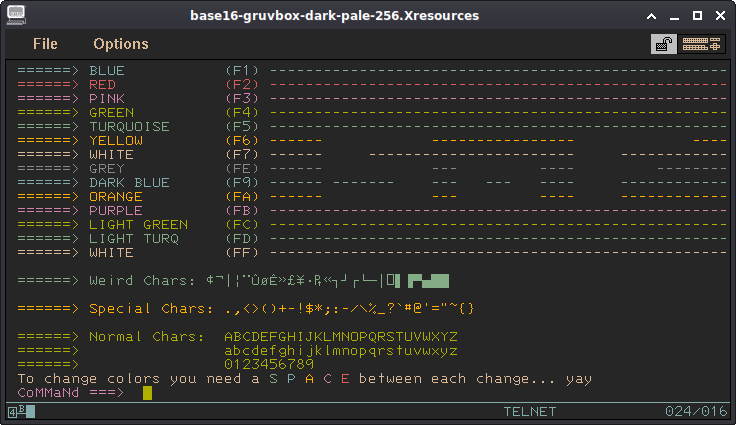 base16-gruvbox-dark-pale-256.Xresources
File Options
======> BLUE (F1) ---------------------------------------------------
======> RED (F2) ---------------------------------------------------
======> PINK (F3) ---------------------------------------------------
======> GREEN (F4) ---------------------------------------------------
======> TURQUOISE (F5) ---------------------------------------------------
======> YELLOW (F6) ------ ---------------- ----
======> WHITE (F7) ------ --------------- ------------
======> GREY (FE) --- --- ------------
======> DARK BLUE (F9) ------ ------- --- --- ------------
======> ORANGE (FA) ------ --- ---- ------------
======> PURPLE (FB) ---------------------------------------------------
======> LIGHT GREEN (FC) ---------------------------------------------------
======> LIGHT TURQ (FD) ---------------------------------------------------
======> WHITE (FF) ---------------------------------------------------
======> Weird Chars: ¢¬|¦¨ÛøÊ»£¥·₧«┐┘┌└─│
======> Special Chars: .,<>()+-!$*;:-/\%_?`#@'="~{}
======> Normal Chars: ABCDEFGHIJKLMNOPQRSTUVWXYZ
======> abcdefghijklmnopqrstuvwxyz
======> 0123456789
To change colors you need a S P A C E between each change... yay
CoMMaNd ===>
4 B TELNET 024/016